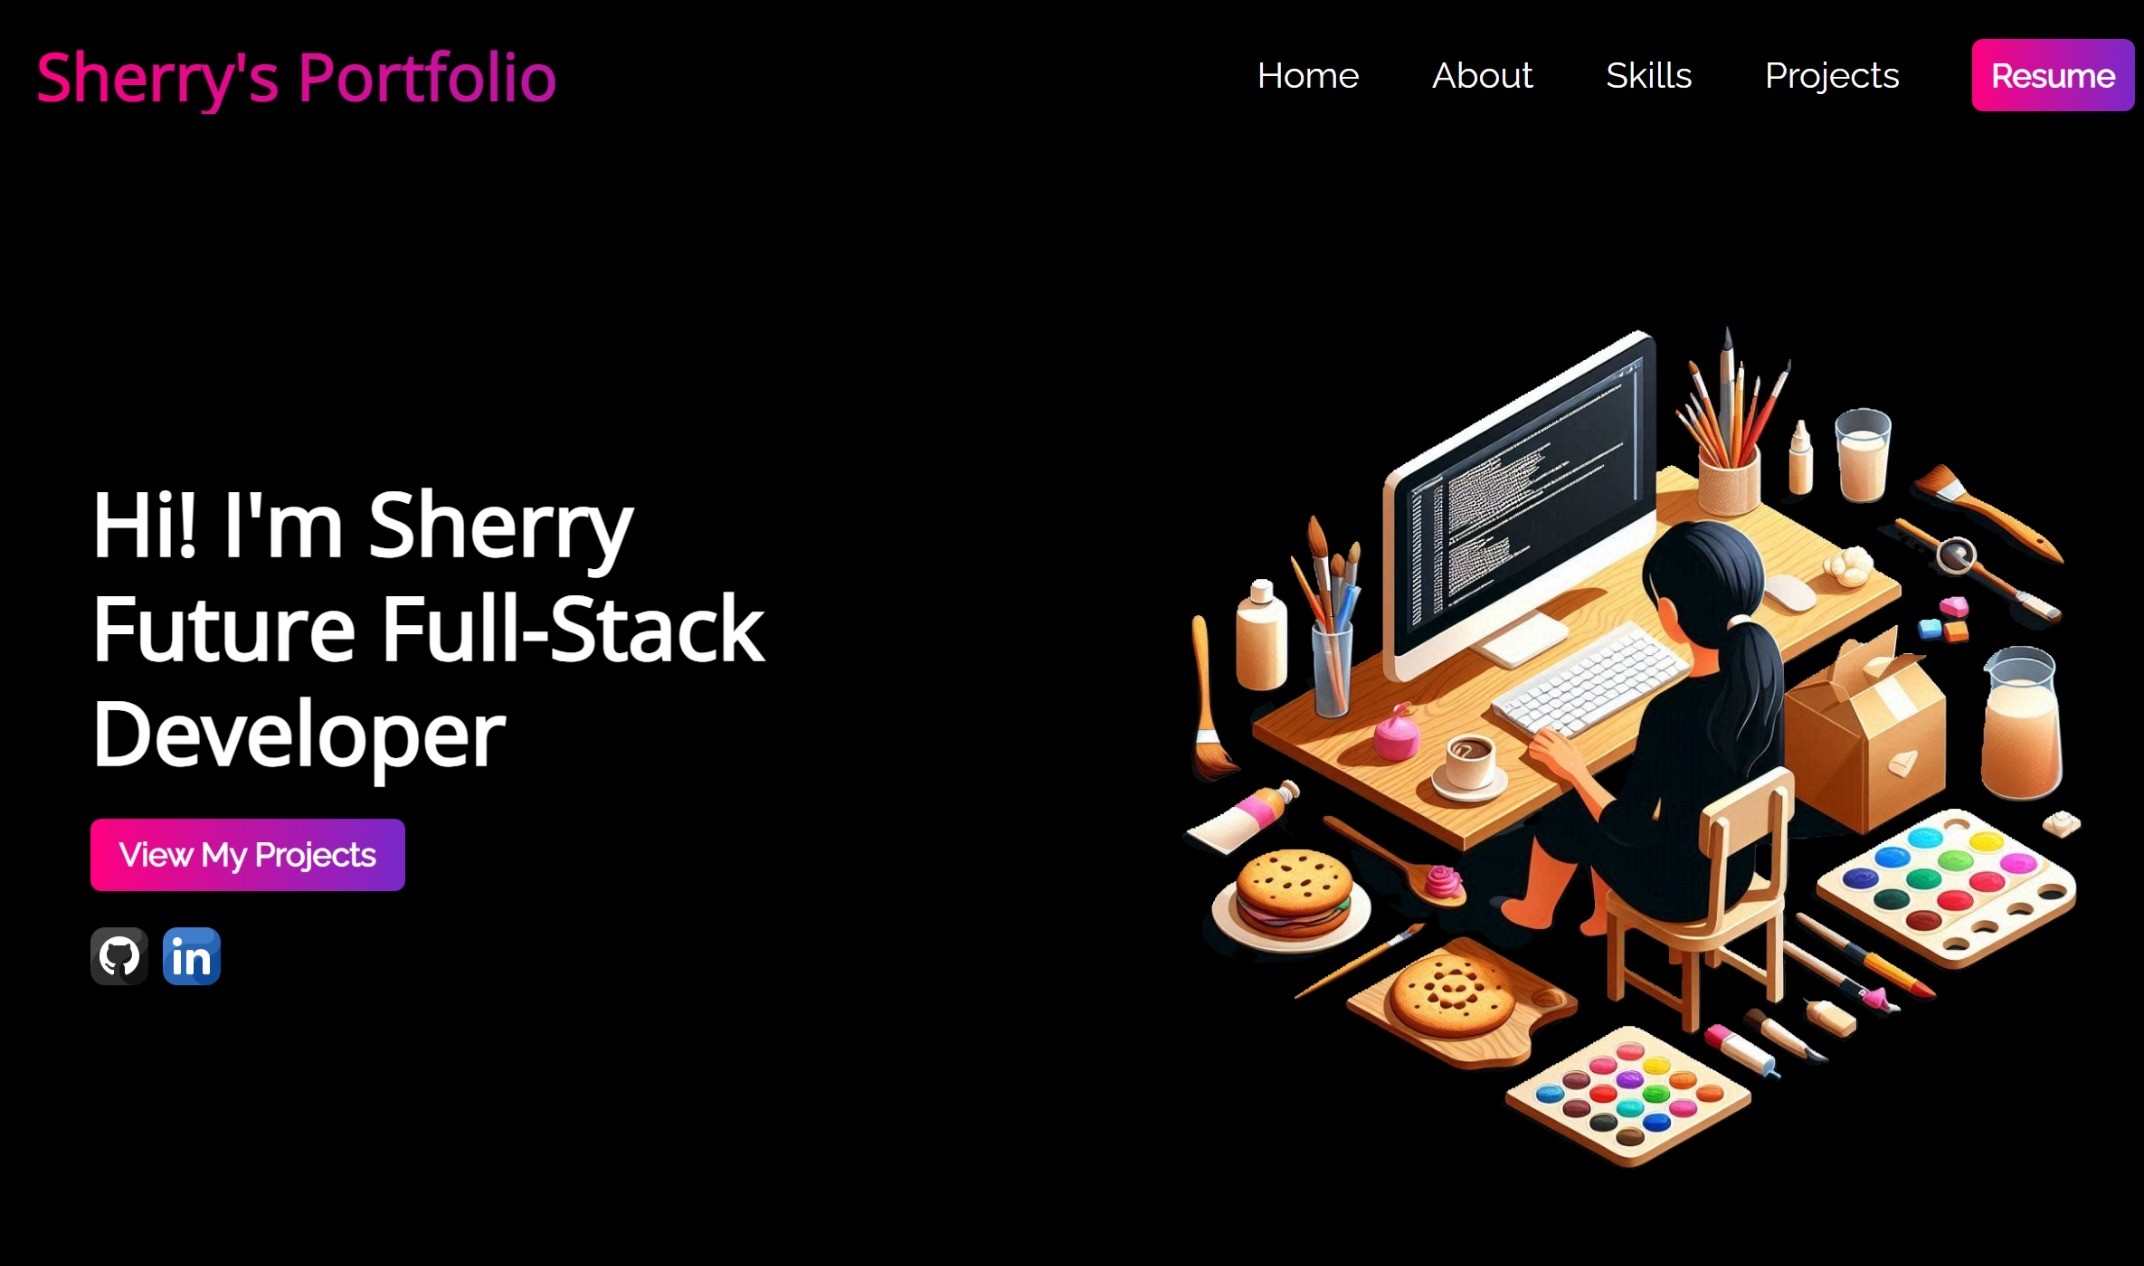 Sherry's Portfolio
Home
About
Skills
Projects
Resume
Hi! I'm Sherry
Future Full-Stack
Developer
View My Projects
in